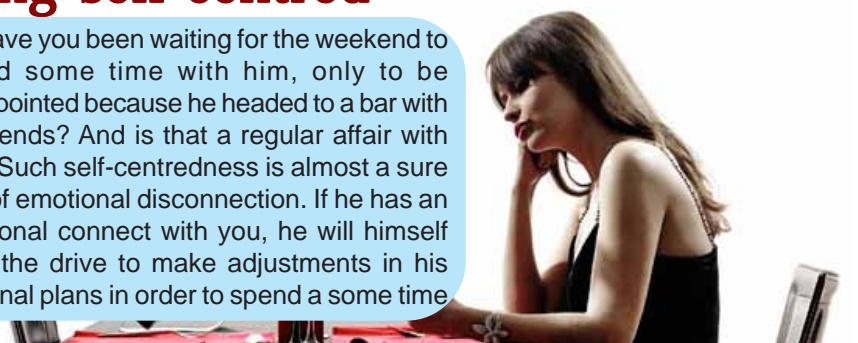 ng self-centred
ave you been waiting for the weekend to
d some time with him, only to be
pointed because he headed to a bar with
ends? And is that a regular affair with
Such self-centredness is almost a sure
of emotional disconnection. If he has an
onal connect with you, he will himself
the drive to make adjustments in his
nal plans in order to spend a some time